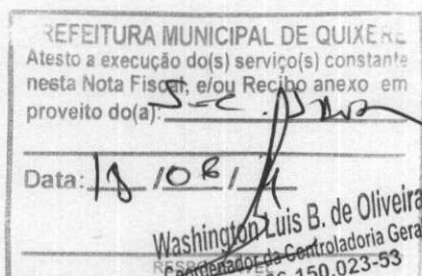 REFEITURA MUNICIPAL DE QUIXERE
Atesto a execução do(s) serviço(s) constante
nesta Nota Fiscal, e/ou Recibo anexo em
proveito do(a):
Data: 18 /08/
Washington Luis B. de Oliveira
Coordenador da Controladoria Geral
150.023-53